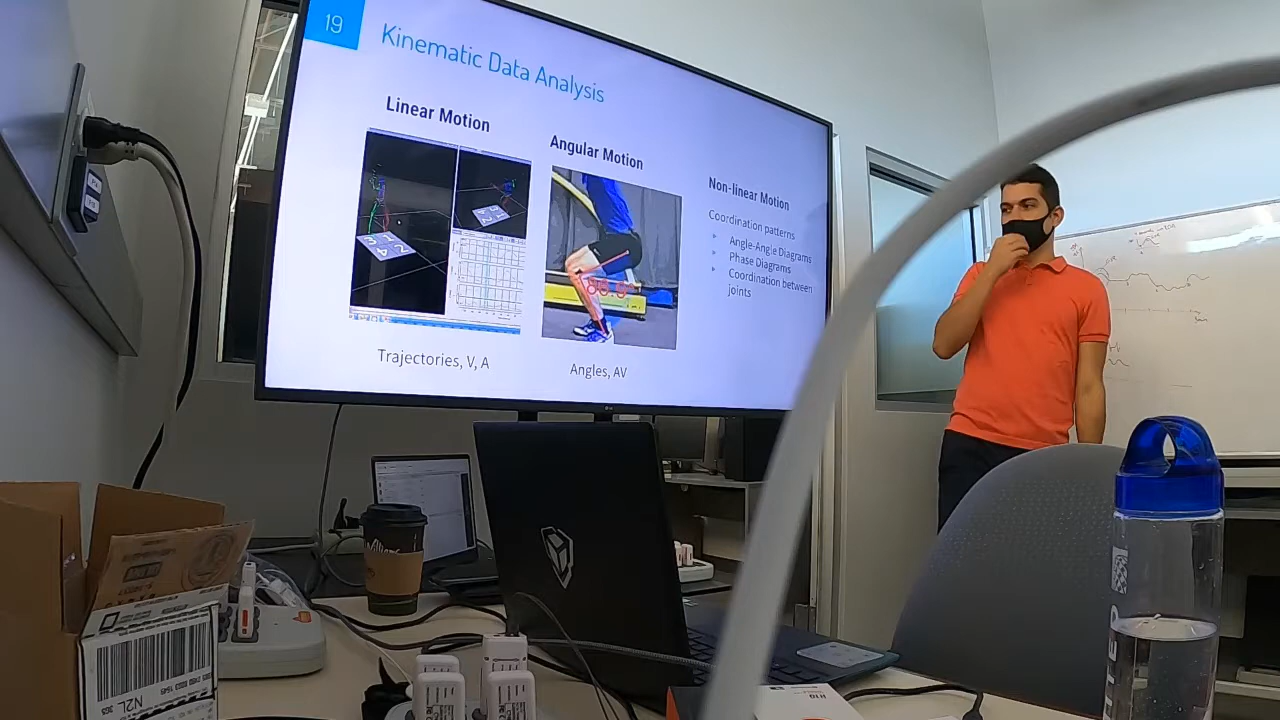 19
Kinematic Data Analysis
Linear Motion
Angular Motion
Non-linear Motion
Coordination patterns
Angle-Angle Diagrams
Phase Diagrams
Coordination between
joints
Trajectories, V, A
Angles, AV
N2L